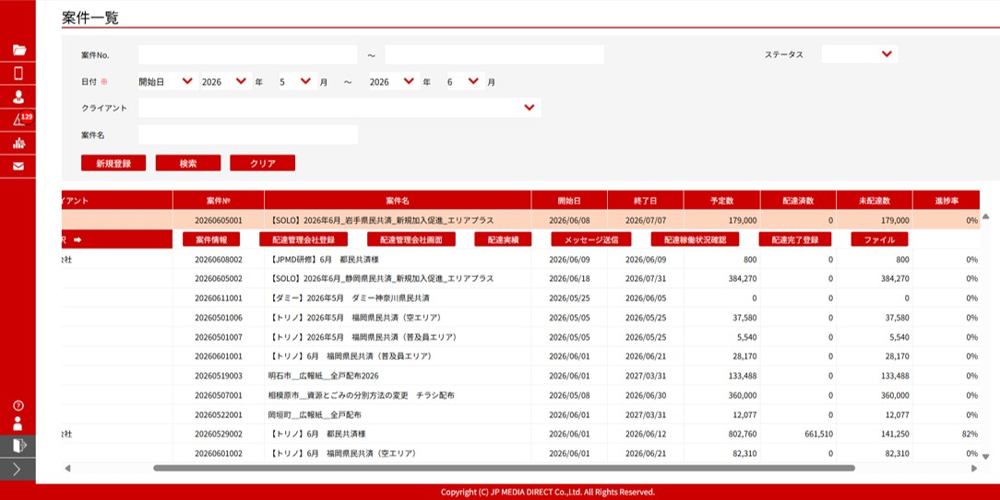 案件一覧
案件No. ～ ステータス
日付 ※ 開始日 2026 年 5 月 ～ 2026 年 6 月
クライアント
129
案件名
新規登録 検索 クリア
イアント 案件№ 案件名 開始日 終了日 予定数 配達済数 未配達数 進捗率
20260605001 【SOLO】2026年6月_岩手県民共済_新規加入促進_エリアプラス 2026/06/08 2026/07/07 179,000 0 179,000 0%
➡ 案件情報 配達管理会社登録 配達管理会社画面 配達実績 メッセージ送信 配達稼働状況確認 配達完了登録 ファイル
会社 20260608002 【JPMD研修】6月　都民共済様 2026/06/09 2026/06/09 800 0 800 0%
20260605002 【SOLO】2026年6月_静岡県民共済_新規加入促進_エリアプラス 2026/06/18 2026/07/31 384,270 0 384,270 0%
20260611001 【ダミー】2026年5月　ダミー神奈川県民共済 2026/05/25 2026/06/05 0 0 0 0%
20260501006 【トリノ】2026年5月　福岡県民共済（空エリア） 2026/05/05 2026/05/25 37,580 0 37,580 0%
20260501007 【トリノ】2026年5月　福岡県民共済（普及員エリア） 2026/05/05 2026/05/25 5,540 0 5,540 0%
20260601001 【トリノ】6月　福岡県民共済（普及員エリア） 2026/06/01 2026/06/21 28,170 0 28,170 0%
20260519003 明石市__広報紙__全戸配布2026 2026/06/01 2027/03/31 133,488 0 133,488 0%
20260507001 相模原市__資源とごみの分別方法の変更　チラシ配布 2026/05/08 2026/06/30 360,000 0 360,000 0%
20260522001 岡垣町__広報紙__全戸配布 2026/06/01 2027/03/31 12,077 0 12,077 0%
会社 20260529002 【トリノ】6月　都民共済様 2026/06/01 2026/06/12 802,760 661,510 141,250 82%
20260601002 【トリノ】6月　福岡県民共済（空エリア） 2026/06/01 2026/06/21 82,310 0 82,310 0%
Copyright (C) JP MEDIA DIRECT Co.,Ltd. All Rights Reserved.